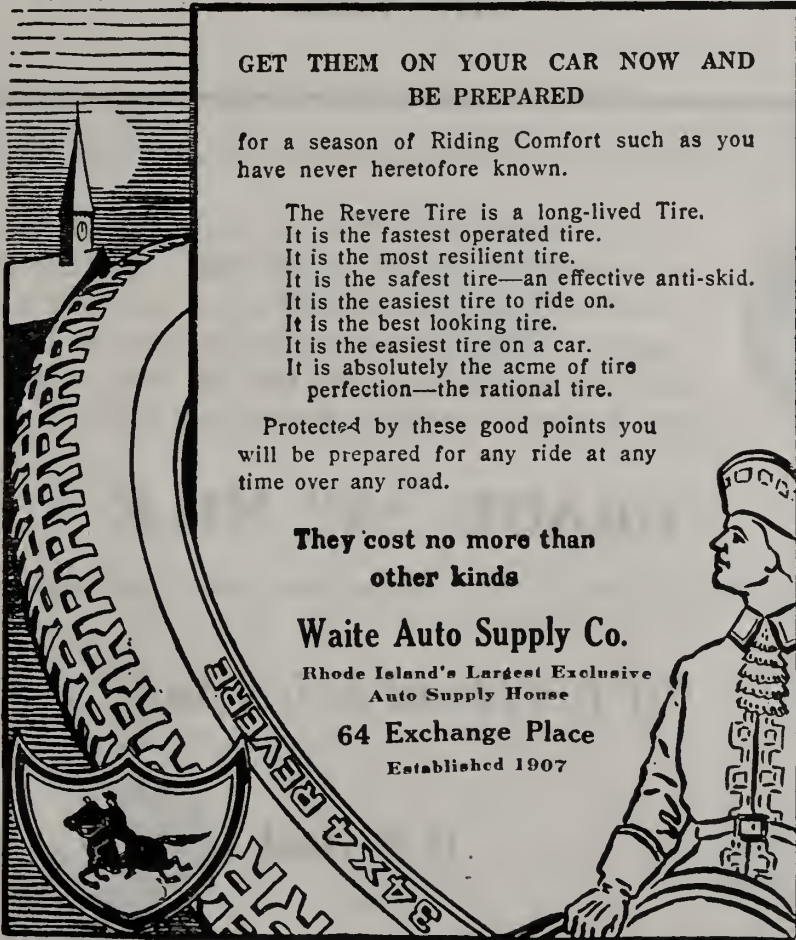 GET THEM ON YOUR CAR NOW AND
BE PREPARED
for a season of Riding Comfort such as you
have never heretofore known.
The Revere Tire is a long-lived Tire.
It is the fastest operated tire.
It is the most resilient tire.
It is the safest tire—an effective anti-skid.
It is the easiest tire to ride on.
It is the best looking tire.
It is the easiest tire on a car.
It is absolutely the acme of tire
perfection—the rational tire.
Protected by these good points you
will be prepared for any ride at any
time over any road.
They cost no more than
other kinds
Waite Auto Supply Co.
Rhode Island's Largest Exclusive
Auto Supply House
64 Exchange Place
Established 1907
34X4 REVERE